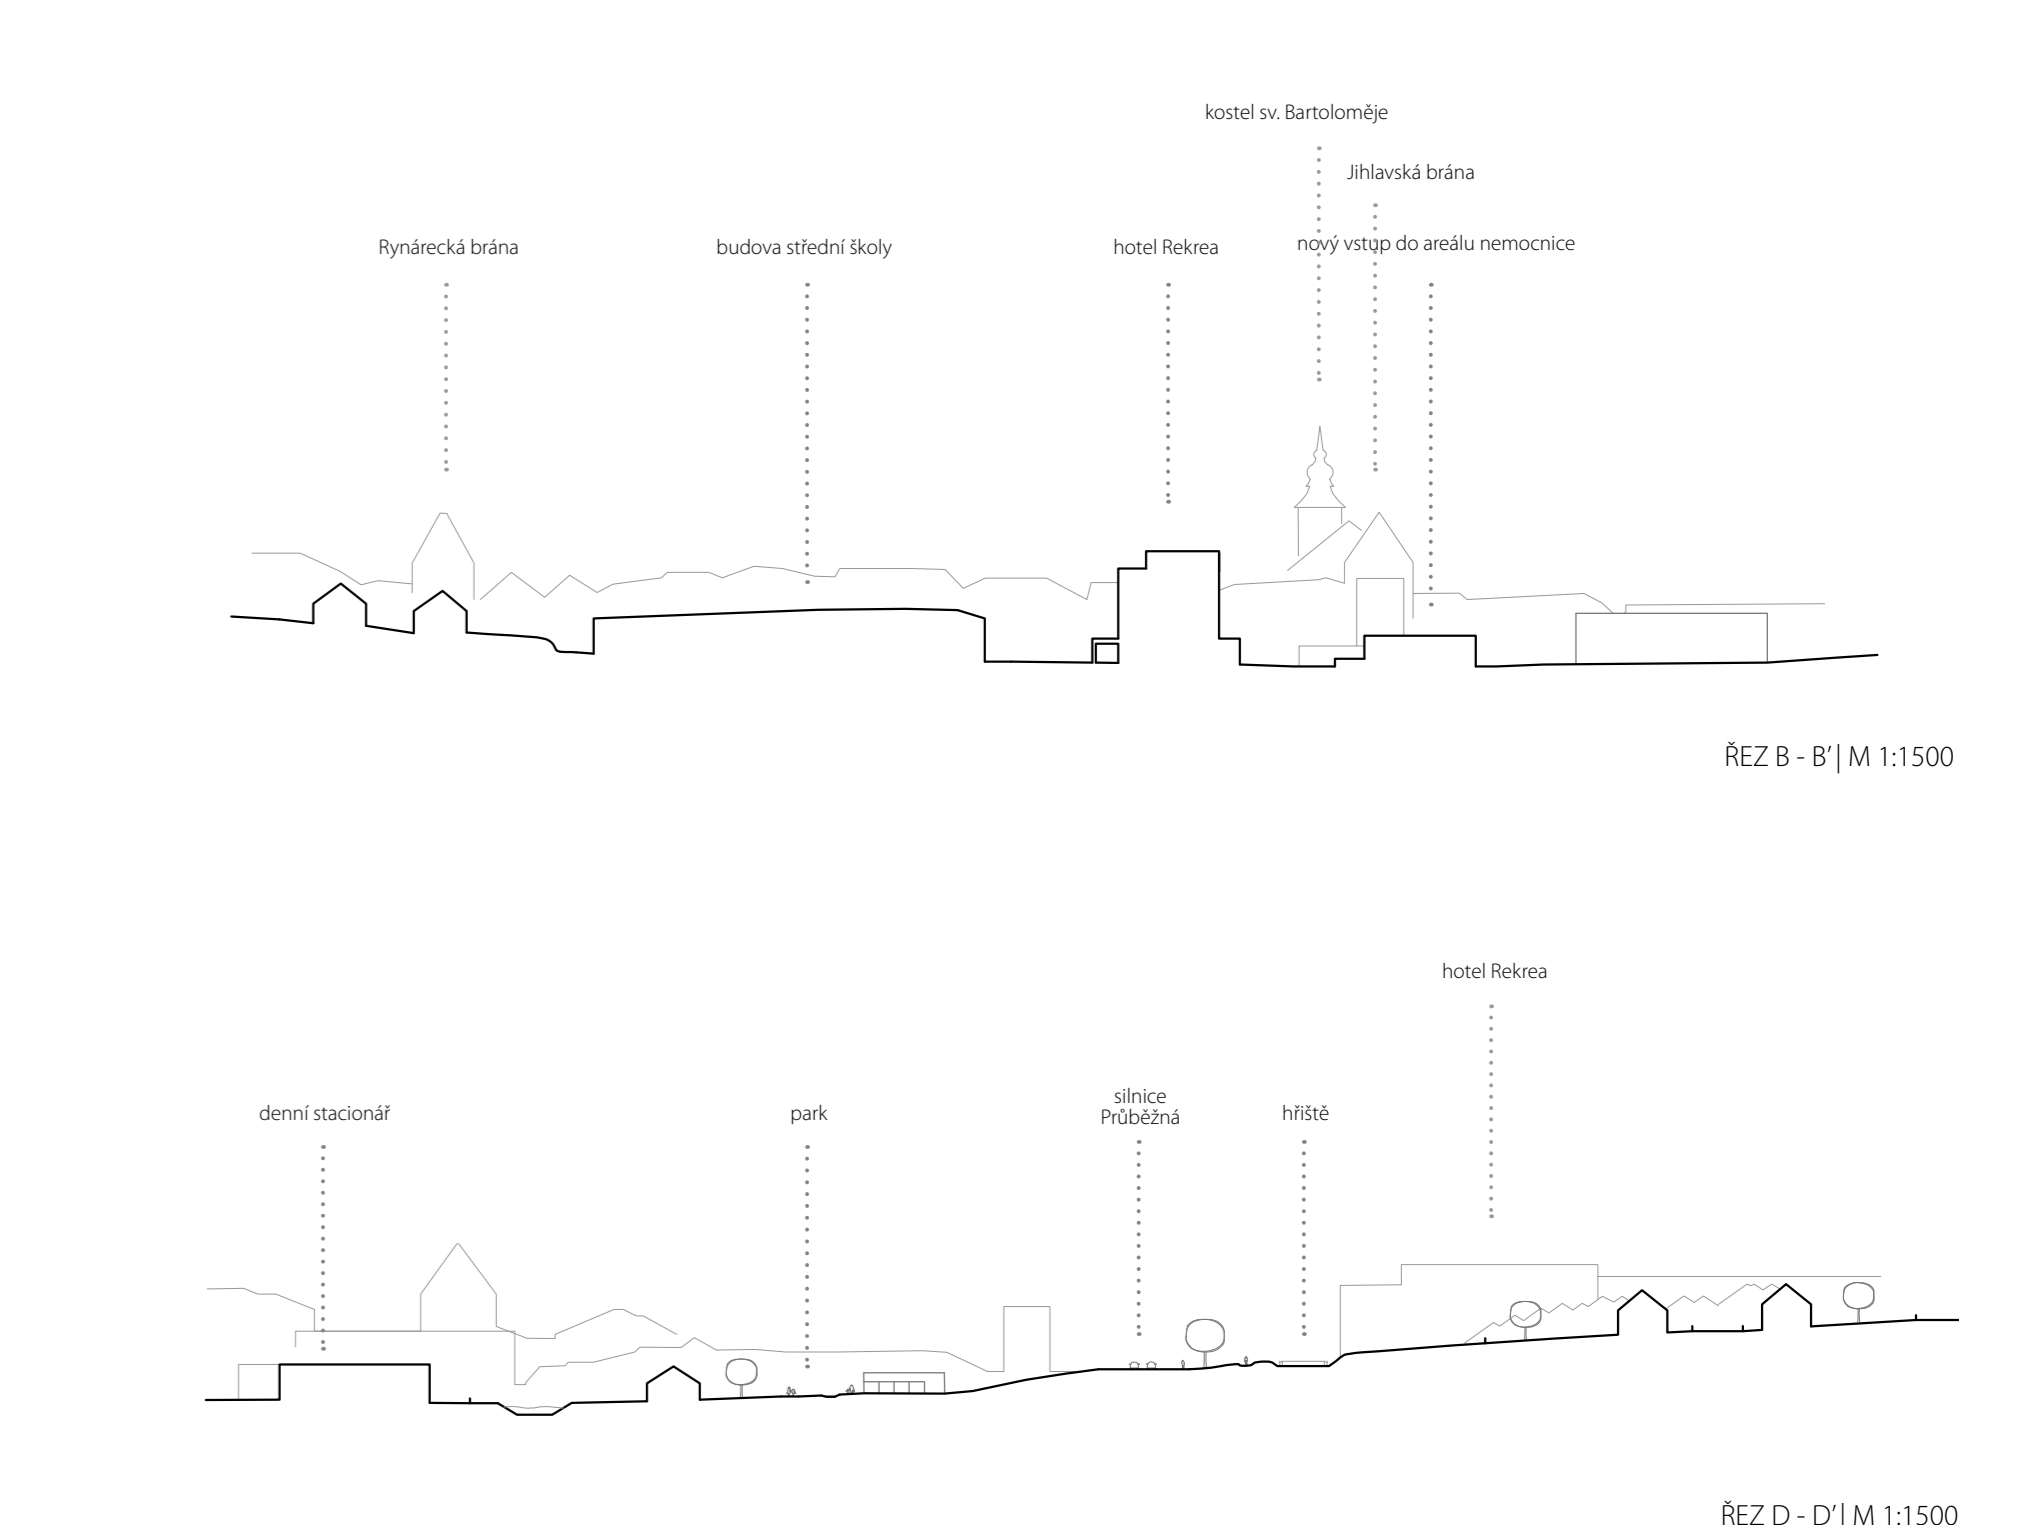 kostel sv. Bartoloměje
Jihlavská brána
Rynárecká brána
budova střední školy
hotel Rekrea
nový vstup do areálu nemocnice
ŘEZ B - B'| M 1:1500
hotel Rekrea
denní stacionář
park
silnice
Průběžná
hřiště
ŘEZ D - D'| M 1:1500